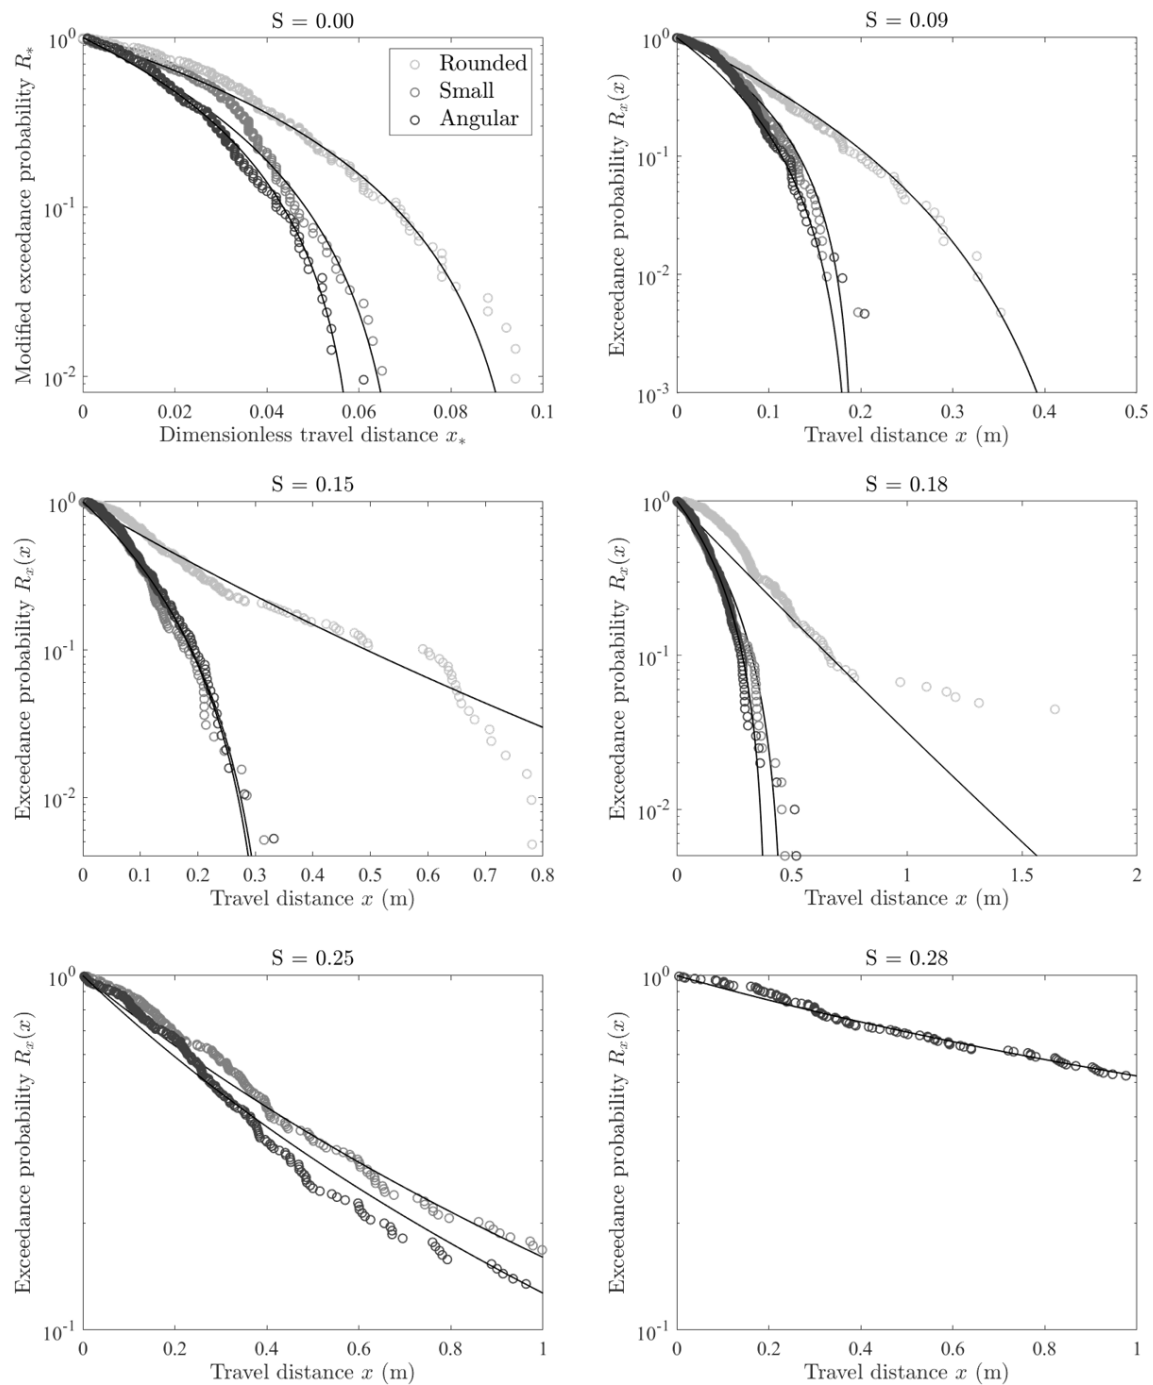 S = 0.00
Modified exceedance probability R*
10^0
10^-1
10^-2
Rounded
Small
Angular
0 0.02 0.04 0.06 0.08 0.1
Dimensionless travel distance x*
S = 0.09
Exceedance probability Rx(x)
10^0
10^-1
10^-2
10^-3
0 0.1 0.2 0.3 0.4 0.5
Travel distance x (m)
S = 0.15
Exceedance probability Rx(x)
10^0
10^-1
10^-2
0 0.1 0.2 0.3 0.4 0.5 0.6 0.7 0.8
Travel distance x (m)
S = 0.18
Exceedance probability Rx(x)
10^0
10^-1
10^-2
0 0.5 1 1.5 2
Travel distance x (m)
S = 0.25
Exceedance probability Rx(x)
10^0
10^-1
0 0.2 0.4 0.6 0.8 1
Travel distance x (m)
S = 0.28
Exceedance probability Rx(x)
10^0
10^-1
0 0.2 0.4 0.6 0.8 1
Travel distance x (m)